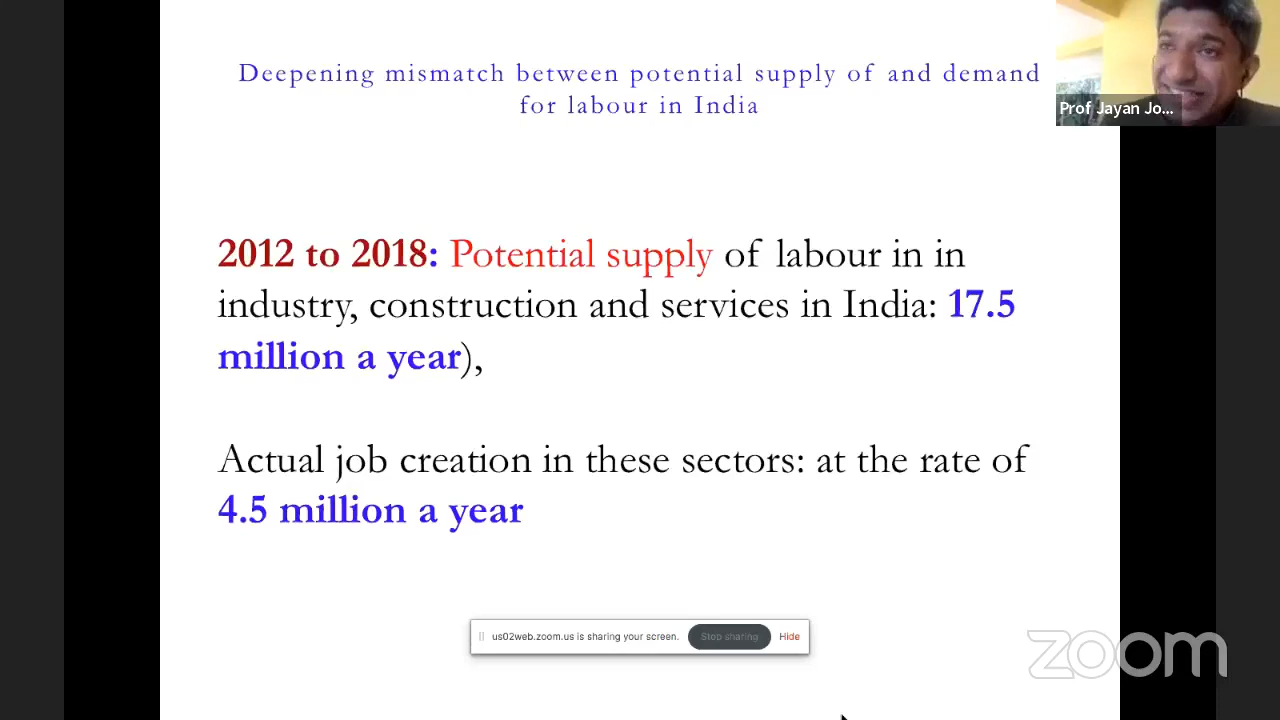 Deepening mismatch between potential supply of and demand
for labour in India
Prof Jayan Jo...
2012 to 2018: Potential supply of labour in in
industry, construction and services in India: 17.5
million a year),
Actual job creation in these sectors: at the rate of
4.5 million a year
us02web.zoom.us is sharing your screen. Stop sharing Hide
zoom